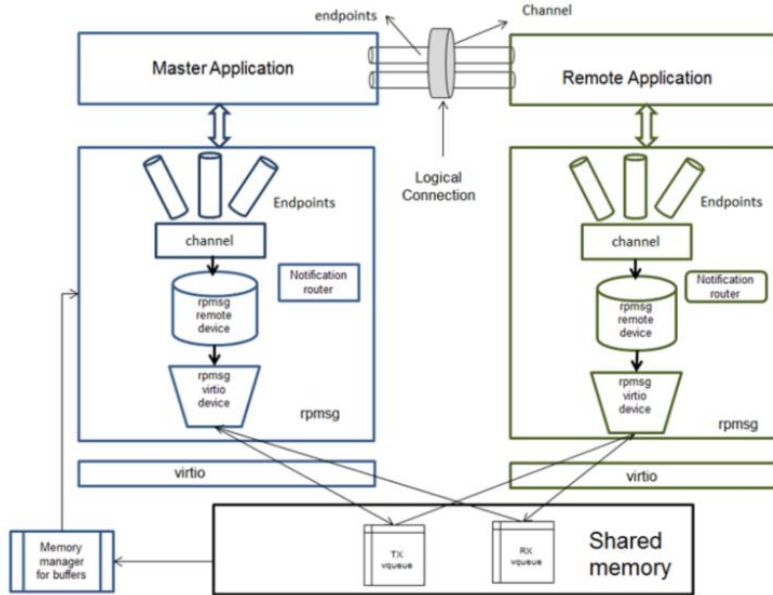 endpoints
Channel
Master Application
Remote Application
Logical
Connection
Endpoints
channel
Notification
router
rpmsg
remote
device
rpmsg
virtio
device
rpmsg
virtio
Endpoints
channel
Notification
router
rpmsg
remote
device
rpmsg
virtio
device
rpmsg
virtio
Memory
manager
for buffers
TX
vqueue
RX
vqueue
Shared
memory